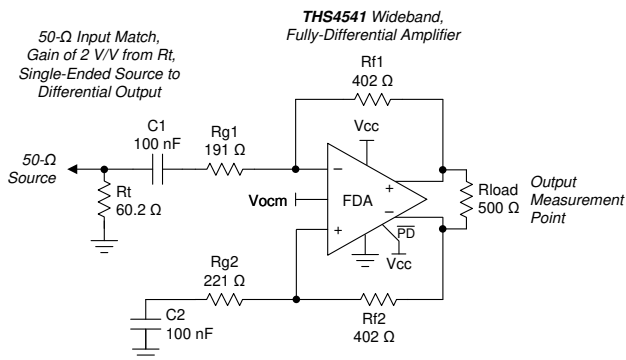 THS4541 Wideband,
Fully-Differential Amplifier
50-Ω Input Match,
Gain of 2 V/V from Rt,
Single-Ended Source to
Differential Output
Rf1
402 Ω
C1
100 nF
Rg1
191 Ω
Vcc
50-Ω
Source
Rt
60.2 Ω
Vocm
−
+
FDA
+
−
PD
Vcc
Rload
500 Ω
Output
Measurement
Point
Rg2
221 Ω
C2
100 nF
Rf2
402 Ω